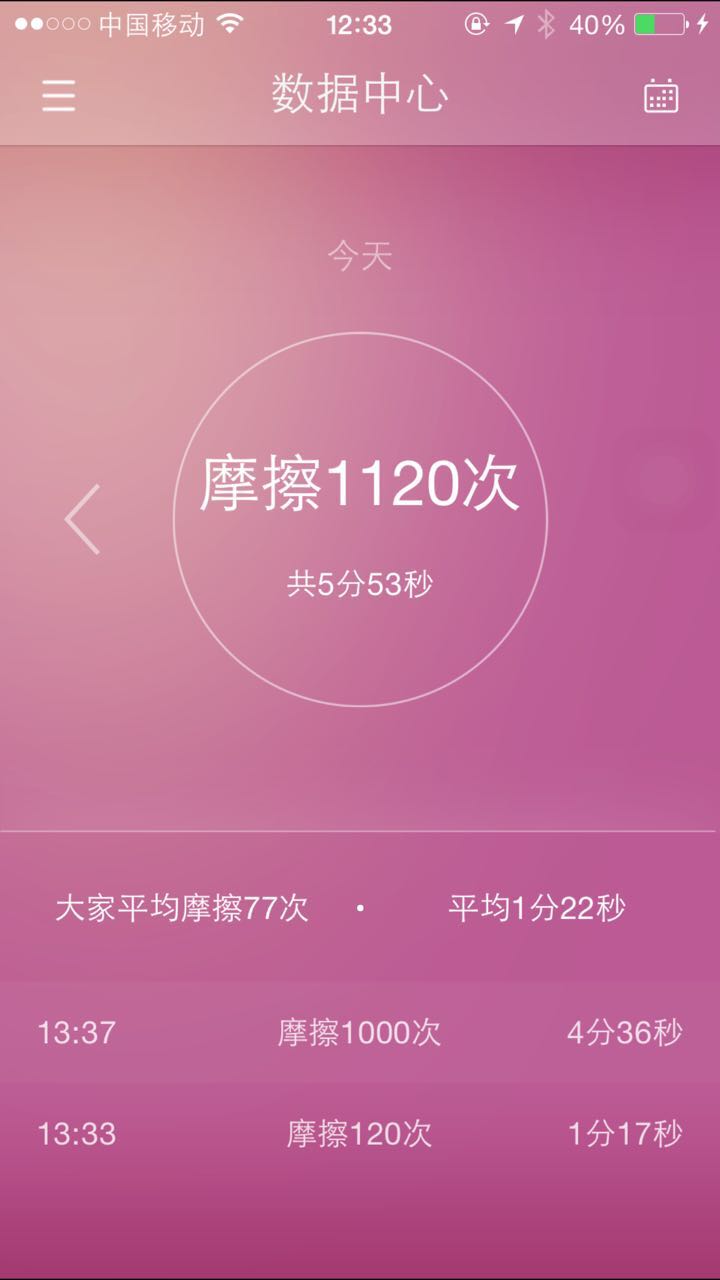 中国移动 12:33 40%
数据中心
今天
摩擦1120次
共5分53秒
大家平均摩擦77次 · 平均1分22秒
13:37 摩擦1000次 4分36秒
13:33 摩擦120次 1分17秒